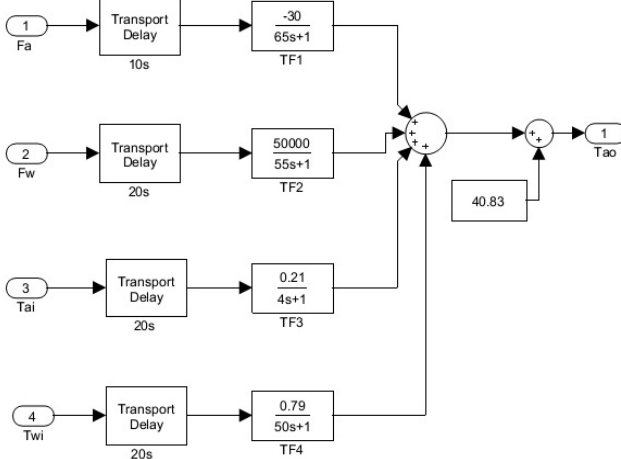 1
Fa
Transport
Delay
10s
-30
65s+1
TF1
2
Fw
Transport
Delay
20s
50000
55s+1
TF2
+
+
+
+
+
+
1
Tao
40.83
3
Tai
Transport
Delay
20s
0.21
4s+1
TF3
4
Twi
Transport
Delay
20s
0.79
50s+1
TF4